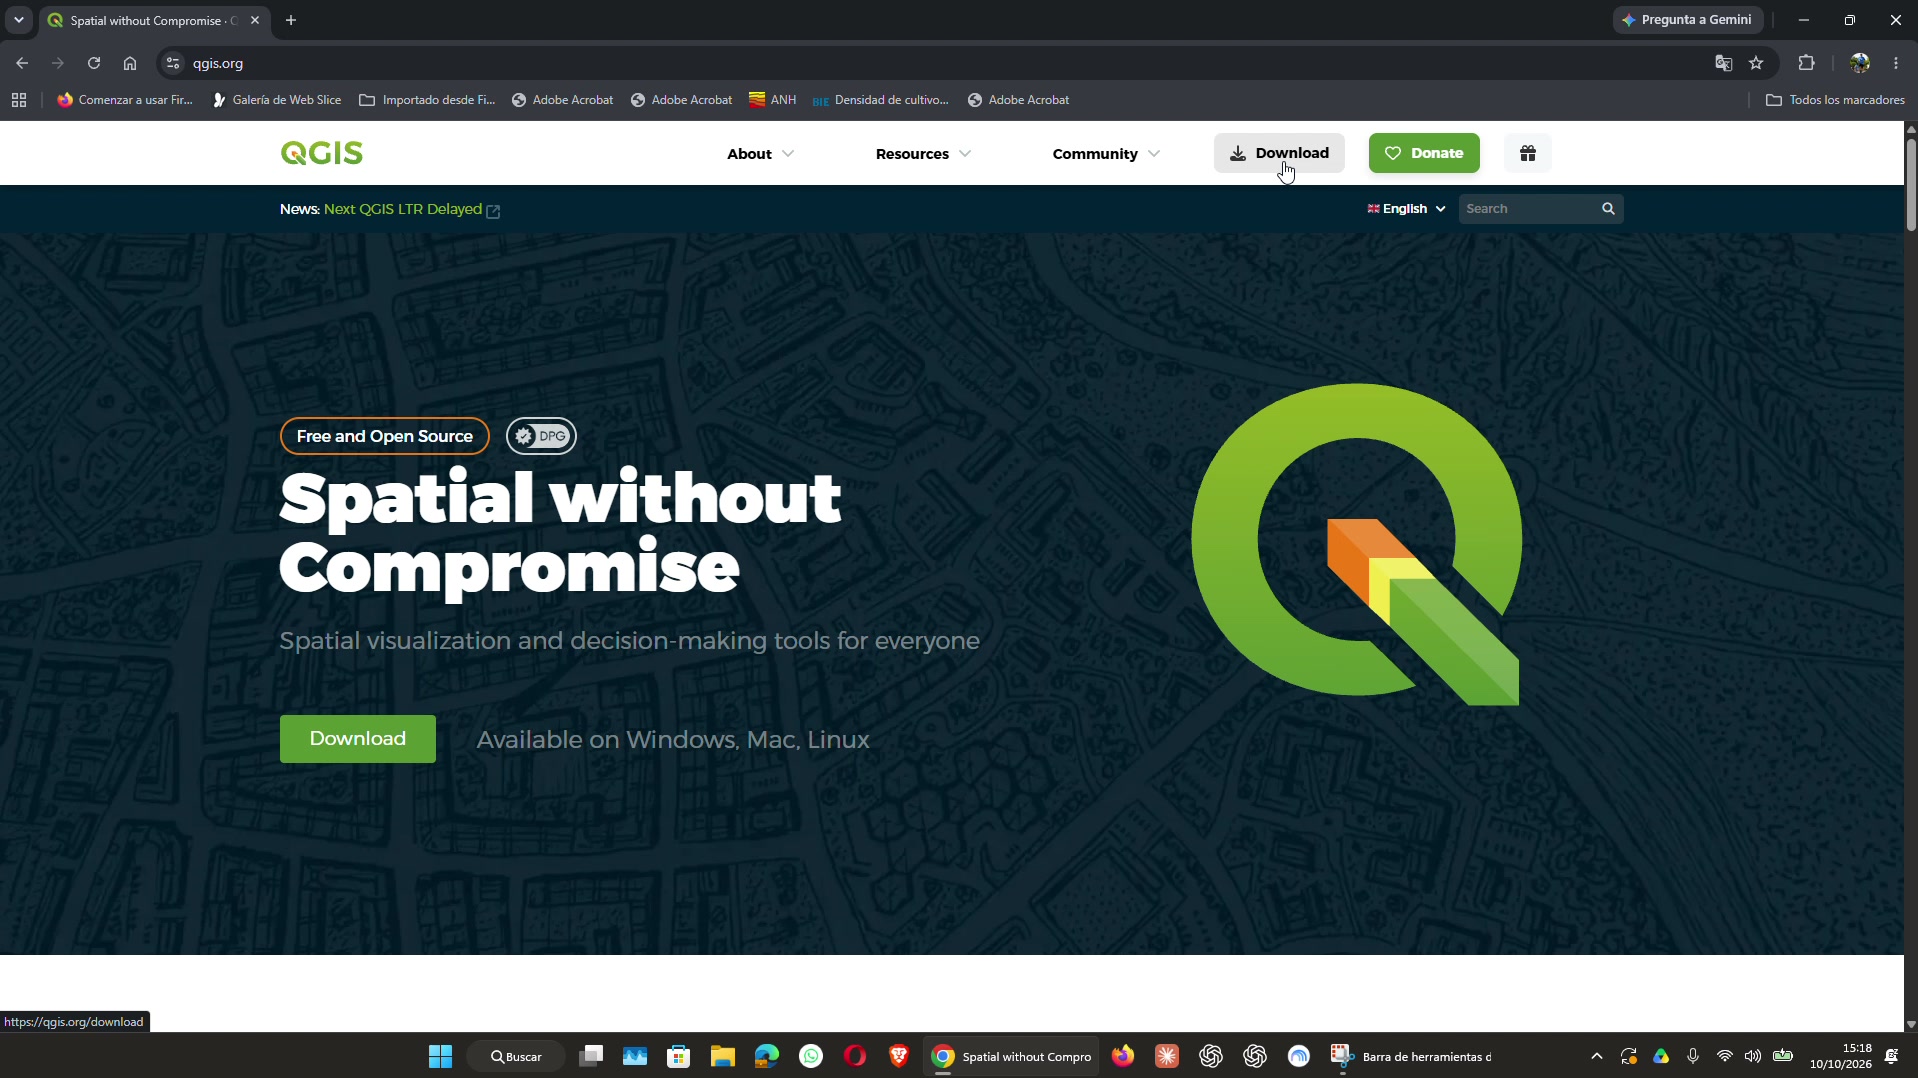 Spatial without Compromise · Q
Pregunta a Gemini
qgis.org
Comenzar a usar Fir...
Galería de Web Slice
Importado desde Fi...
Adobe Acrobat
Adobe Acrobat
ANH
BIE
Densidad de cultivo...
Adobe Acrobat
Todos los marcadores
QGIS
About
Resources
Community
Download
Donate
News: Next QGIS LTR Delayed
English
Search
Free and Open Source
DPG
Spatial without
Compromise
Spatial visualization and decision-making tools for everyone
Download
Available on Windows, Mac, Linux
https://qgis.org/download
Buscar
Spatial without Compro
Barra de herramientas d
15:18
10/10/2026